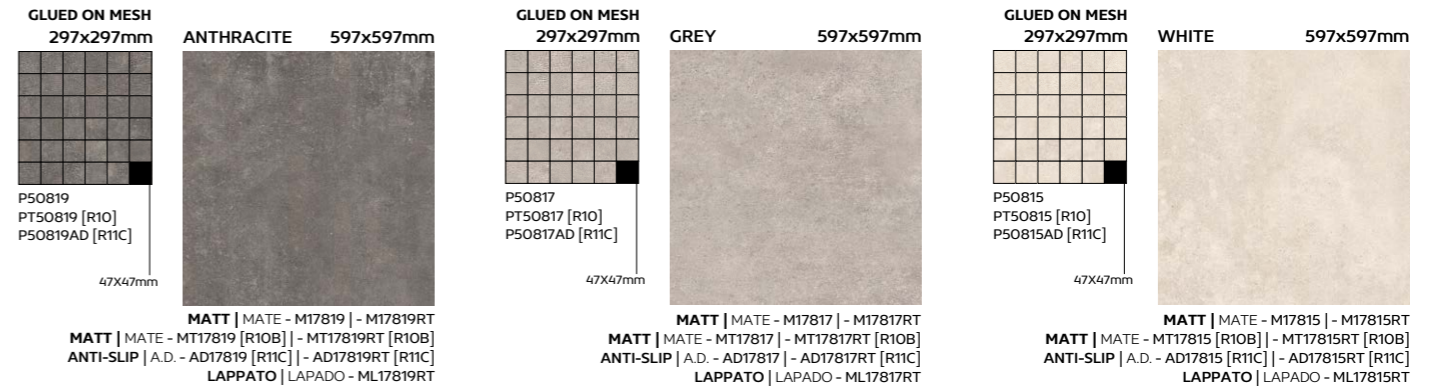 GLUED ON MESH
297x297mm
ANTHRACITE 597x597mm
P50819
PT50819 [R10]
P50819AD [R11C]
47X47mm
MATT | MATE - M17819 | - M17819RT
MATT | MATE - MT17819 [R10B] | - MT17819RT [R10B]
ANTI-SLIP | A.D. - AD17819 [R11C] | - AD17819RT [R11C]
LAPPATO | LAPADO - ML17819RT
GLUED ON MESH
297x297mm
GREY 597x597mm
P50817
PT50817 [R10]
P50817AD [R11C]
47X47mm
MATT | MATE - M17817 | - M17817RT
MATT | MATE - MT17817 | - MT17817RT [R10B]
ANTI-SLIP | A.D. - AD17817 | - AD17817RT [R11C]
LAPPATO | LAPADO - ML17817RT
GLUED ON MESH
297x297mm
WHITE 597x597mm
P50815
PT50815 [R10]
P50815AD [R11C]
47X47mm
MATT | MATE - M17815 | - M17815RT
MATT | MATE - MT17815 [R10B] | - MT17815RT [R10B]
ANTI-SLIP | A.D. - AD17815 [R11C] | - AD17815RT [R11C]
LAPPATO | LAPADO - ML17815RT